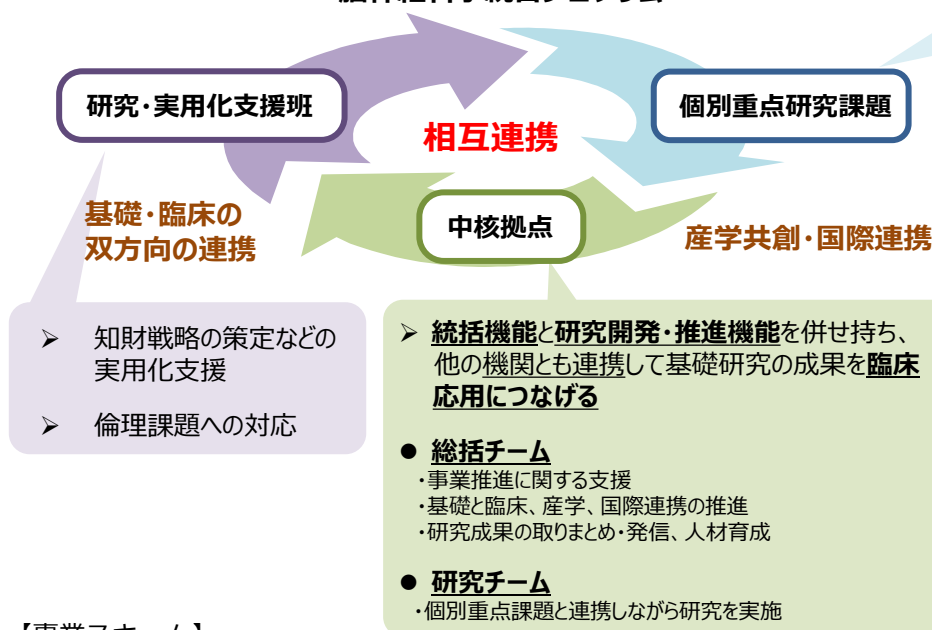 研究・実用化支援班
個別重点研究課題
相互連携
中核拠点
基礎・臨床の
双方向の連携
産学共創・国際連携
➢ 知財戦略の策定などの
実用化支援
➢ 倫理課題への対応
➢ 統括機能と研究開発・推進機能を併せ持ち、
他の機関とも連携して基礎研究の成果を臨床
応用につなげる
● 総括チーム
・事業推進に関する支援
・基礎と臨床、産学、国際連携の推進
・研究成果の取りまとめ・発信、人材育成
● 研究チーム
・個別重点課題と連携しながら研究を実施